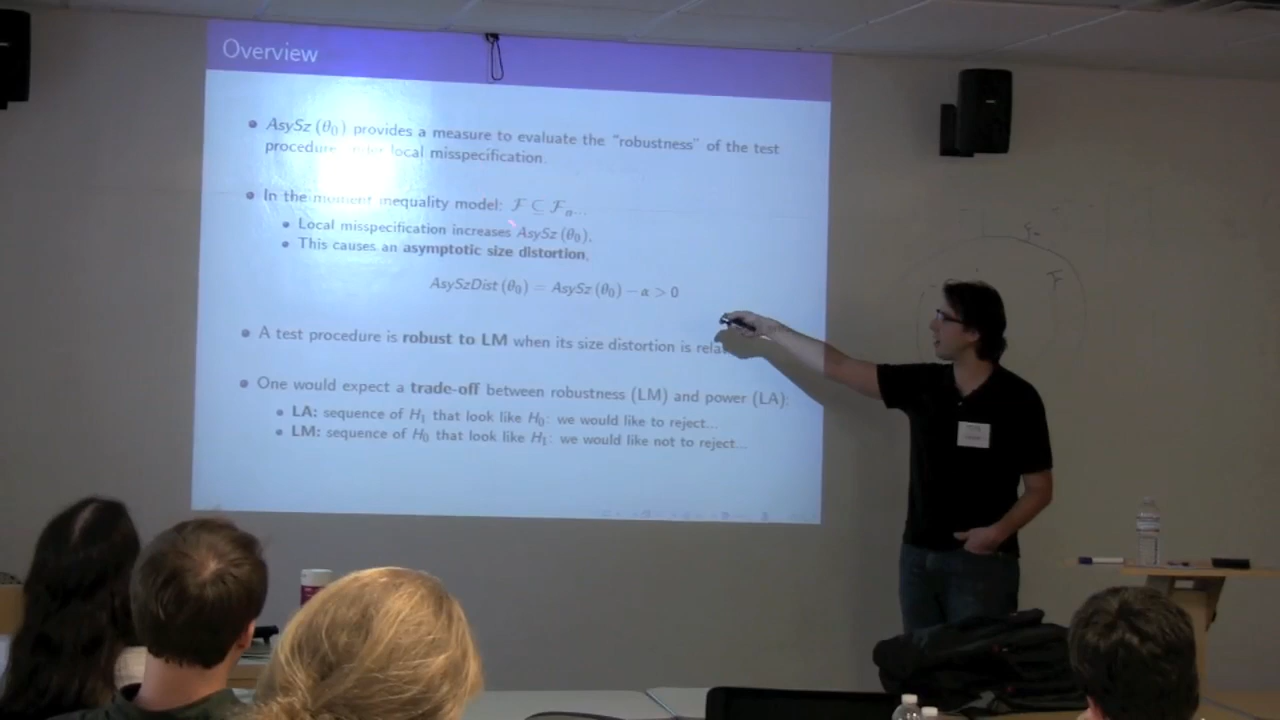 Overview
AsySz (θ₀) provides a measure to evaluate the “robustness” of the test
procedure under local misspecification.
In the moment inequality model: F ⊆ Fₙ...
Local misspecification increases AsySz (θ₀),
This causes an asymptotic size distortion,
AsySzDist (θ₀) = AsySz (θ₀) − α > 0
A test procedure is robust to LM when its size distortion is
One would expect a trade-off between robustness (LM) and power (LA):
LA: sequence of H₁ that look like H₀: we would like to reject...
LM: sequence of H₀ that look like H₁: we would like not to reject...
F